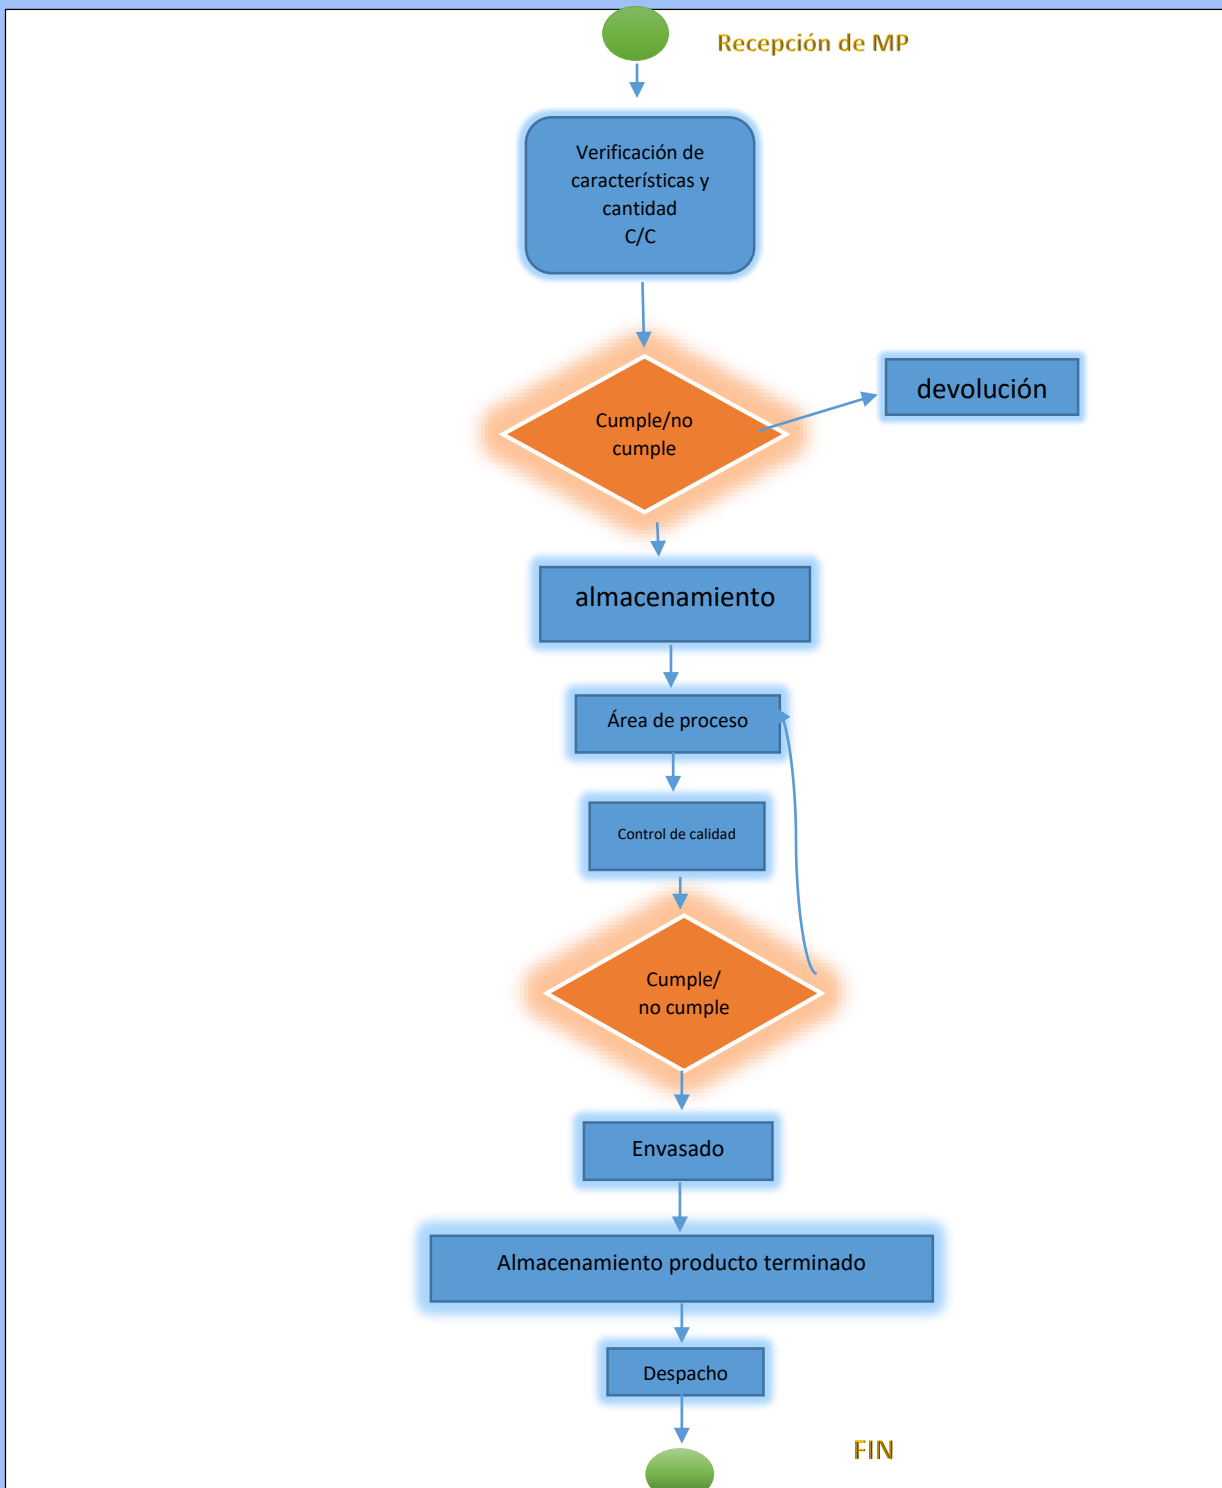 Recepción de MP
Verificación de
características y
cantidad
C/C
Cumple/no
cumple
devolución
almacenamiento
Área de proceso
Control de calidad
Cumple/
no cumple
Envasado
Almacenamiento producto terminado
Despacho
FIN